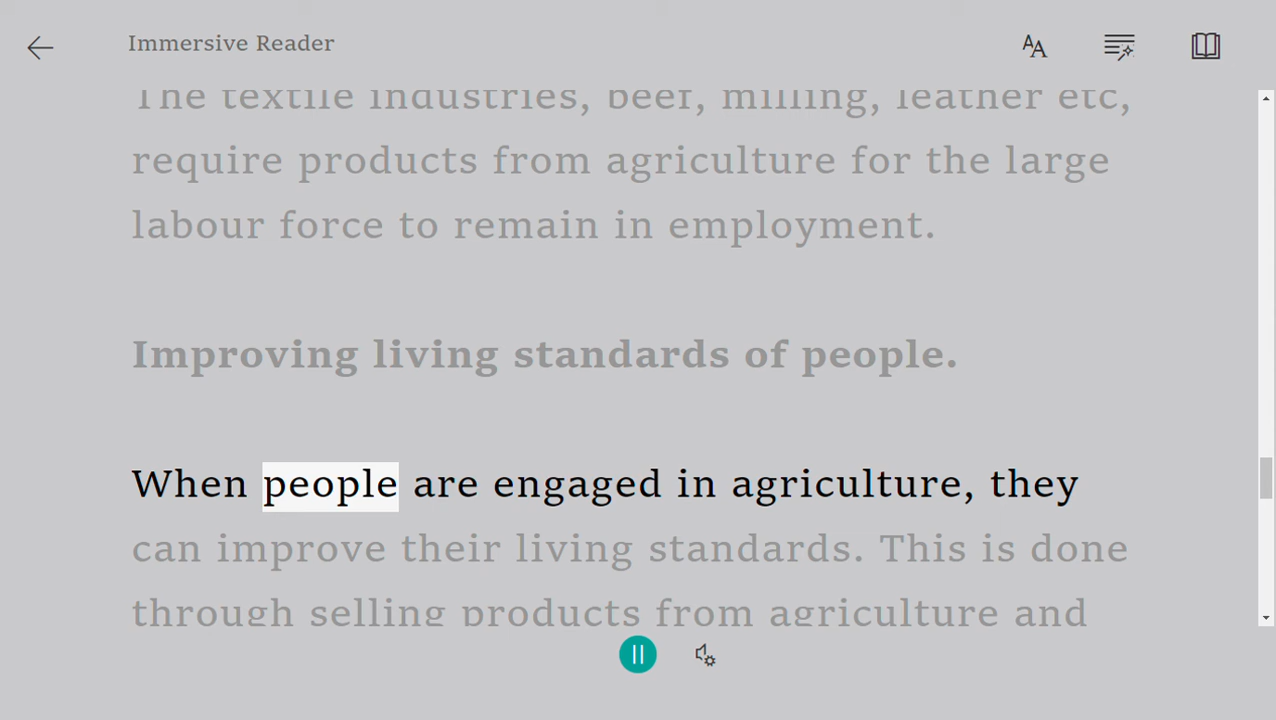 Immersive Reader
The textile industries, beef, milling, leather etc,
require products from agriculture for the large
labour force to remain in employment.
Improving living standards of people.
When people are engaged in agriculture, they
can improve their living standards. This is done
through selling products from agriculture and